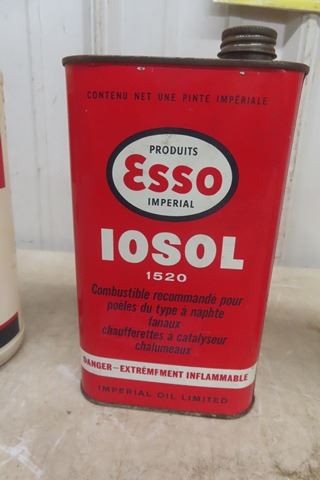 CONTENU NET UNE PINTE IMPÉRIALE
PRODUITS
Esso
IMPERIAL
IOSOL
1520
Combustible recommandé pour
poêles du type à naphte
fanaux
chaufferettes à catalyseur
chalumeaux
DANGER-EXTRÊMEMENT INFLAMMABLE
IMPERIAL OIL LIMITED